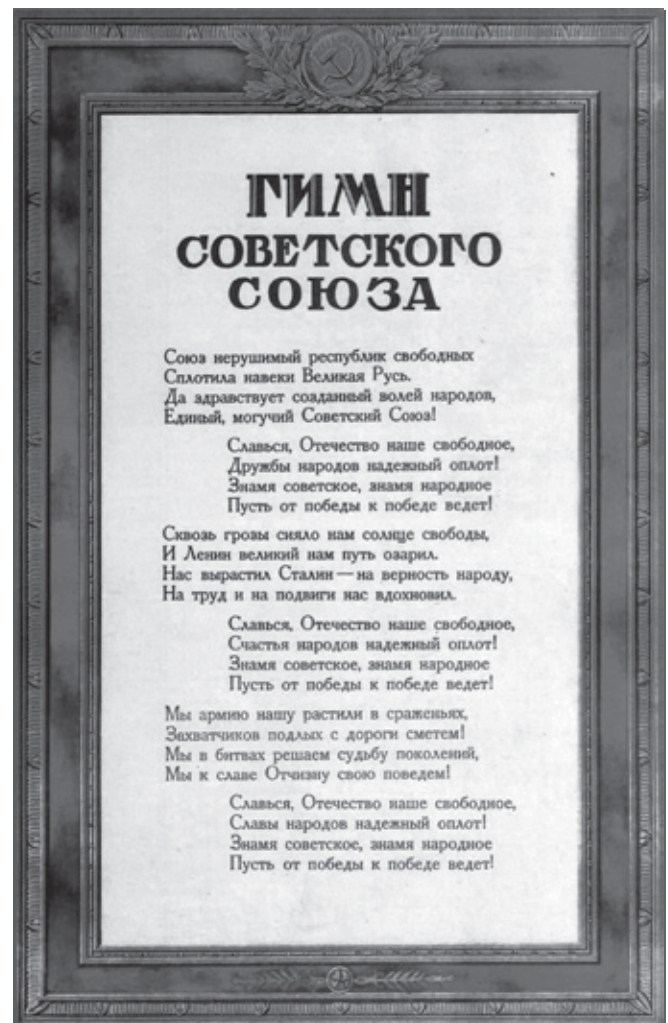 ГИМН
СОВЕТСКОГО
СОЮЗА
Союз нерушимый республик свободных
Сплотила навеки Великая Русь.
Да здравствует созданный волей народов,
Единый, могучий Советский Союз!
Славься, Отечество наше свободное,
Дружбы народов надежный оплот!
Знамя советское, знамя народное
Пусть от победы к победе ведет!
Сквозь грозы сияло нам солнце свободы,
И Ленин великий нам путь озарил.
Нас вырастил Сталин — на верность народу,
На труд и на подвиги нас вдохновил.
Славься, Отечество наше свободное,
Счастья народов надежный оплот!
Знамя советское, знамя народное
Пусть от победы к победе ведет!
Мы армию нашу растили в сраженьях,
Захватчиков подлых с дороги сметем!
Мы в битвах решаем судьбу поколений,
Мы к славе Отчизну свою поведем!
Славься, Отечество наше свободное,
Славы народов надежный оплот!
Знамя советское, знамя народное
Пусть от победы к победе ведет!